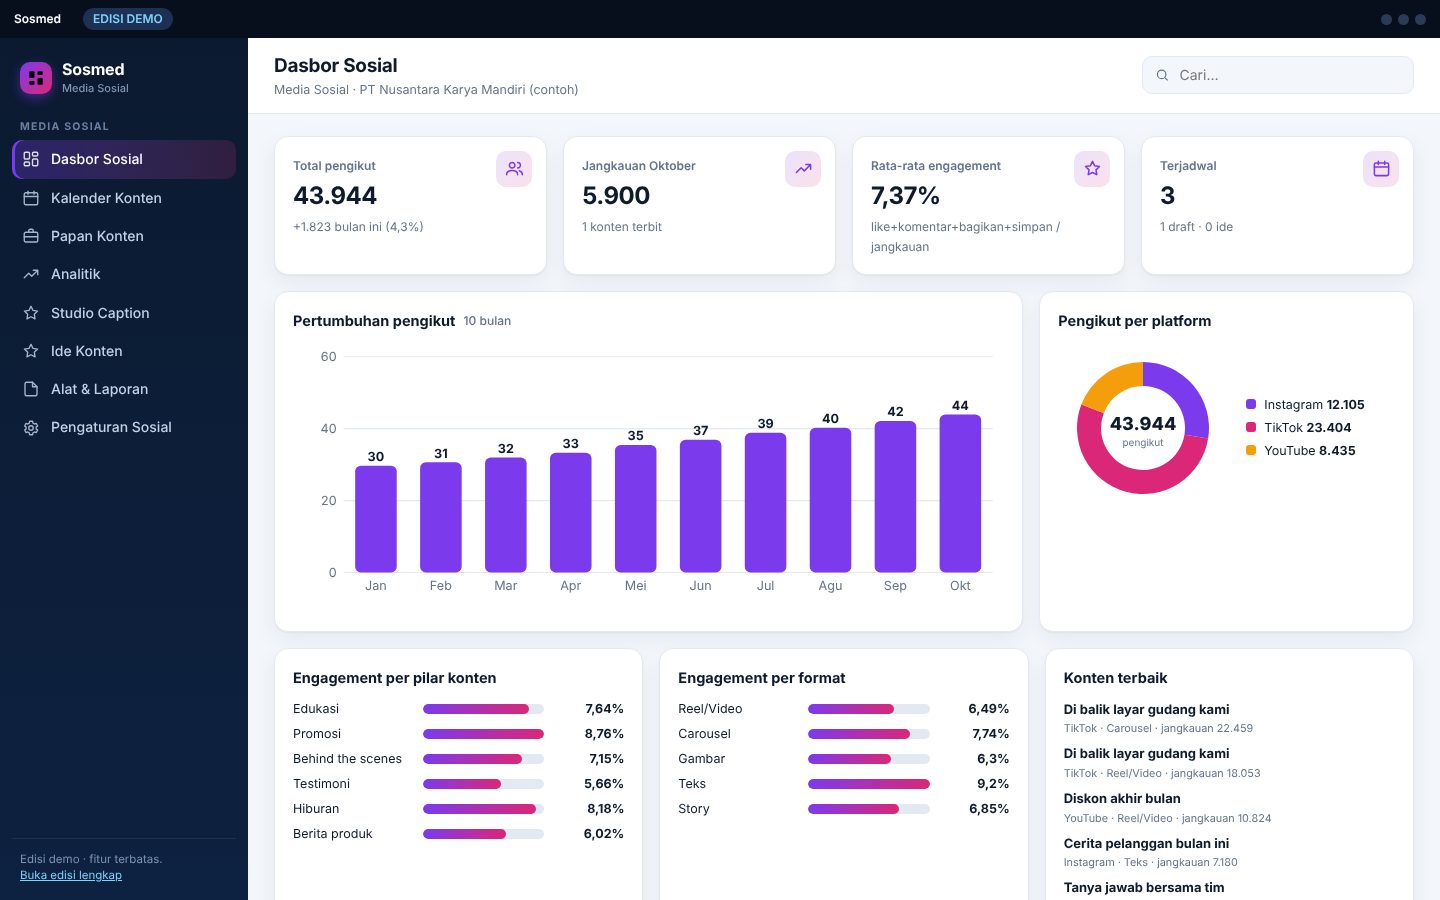 Sosmed
EDISI DEMO
Sosmed
Media Sosial
MEDIA SOSIAL
Dasbor Sosial
Kalender Konten
Papan Konten
Analitik
Studio Caption
Ide Konten
Alat & Laporan
Pengaturan Sosial
Edisi demo · fitur terbatas.
Buka edisi lengkap
Dasbor Sosial
Media Sosial · PT Nusantara Karya Mandiri (contoh)
Cari...
Total pengikut
43.944
+1.823 bulan ini (4,3%)
Jangkauan Oktober
5.900
1 konten terbit
Rata-rata engagement
7,37%
like+komentar+bagikan+simpan /
jangkauan
Terjadwal
3
1 draft · 0 ide
Pertumbuhan pengikut 10 bulan
60
40
20
0
30
31
32
33
35
37
39
40
42
44
Jan
Feb
Mar
Apr
Mei
Jun
Jul
Agu
Sep
Okt
Pengikut per platform
43.944
pengikut
Instagram 12.105
TikTok 23.404
YouTube 8.435
Engagement per pilar konten
Edukasi 7,64%
Promosi 8,76%
Behind the scenes 7,15%
Testimoni 5,66%
Hiburan 8,18%
Berita produk 6,02%
Engagement per format
Reel/Video 6,49%
Carousel 7,74%
Gambar 6,3%
Teks 9,2%
Story 6,85%
Konten terbaik
Di balik layar gudang kami
TikTok · Carousel · jangkauan 22.459
Di balik layar gudang kami
TikTok · Reel/Video · jangkauan 18.053
Diskon akhir bulan
YouTube · Reel/Video · jangkauan 10.824
Cerita pelanggan bulan ini
Instagram · Teks · jangkauan 7.180
Tanya jawab bersama tim